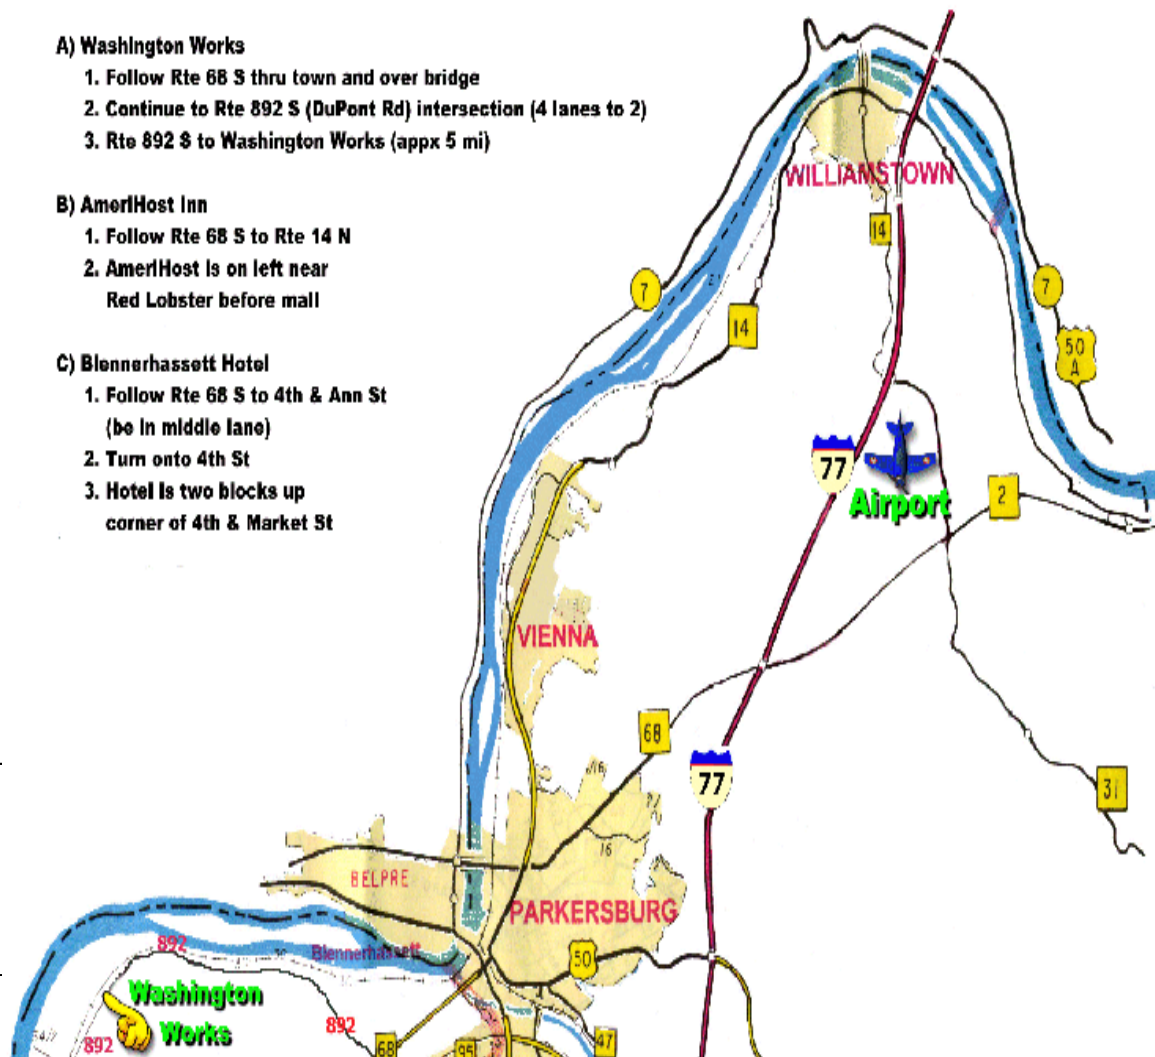 A) Washington Works
1. Follow Rte 68 S thru town and over bridge
2. Continue to Rte 892 S (DuPont Rd) intersection (4 lanes to 2)
3. Rte 892 S to Washington Works (appx 5 mi)
B) AmeriHost Inn
1. Follow Rte 68 S to Rte 14 N
2. AmeriHost is on left near
Red Lobster before mall
C) Blennerhassett Hotel
1. Follow Rte 68 S to 4th & Ann St
(be in middle lane)
2. Turn onto 4th St
3. Hotel is two blocks up
corner of 4th & Market St
WILLIAMSTOWN
14
7
7
14
50
A
77
Airport
2
VIENNA
68
77
31
16
16
BELPRE
PARKERSBURG
892
Blennerhassett
50
Washington
Works
892
892
68
95
47